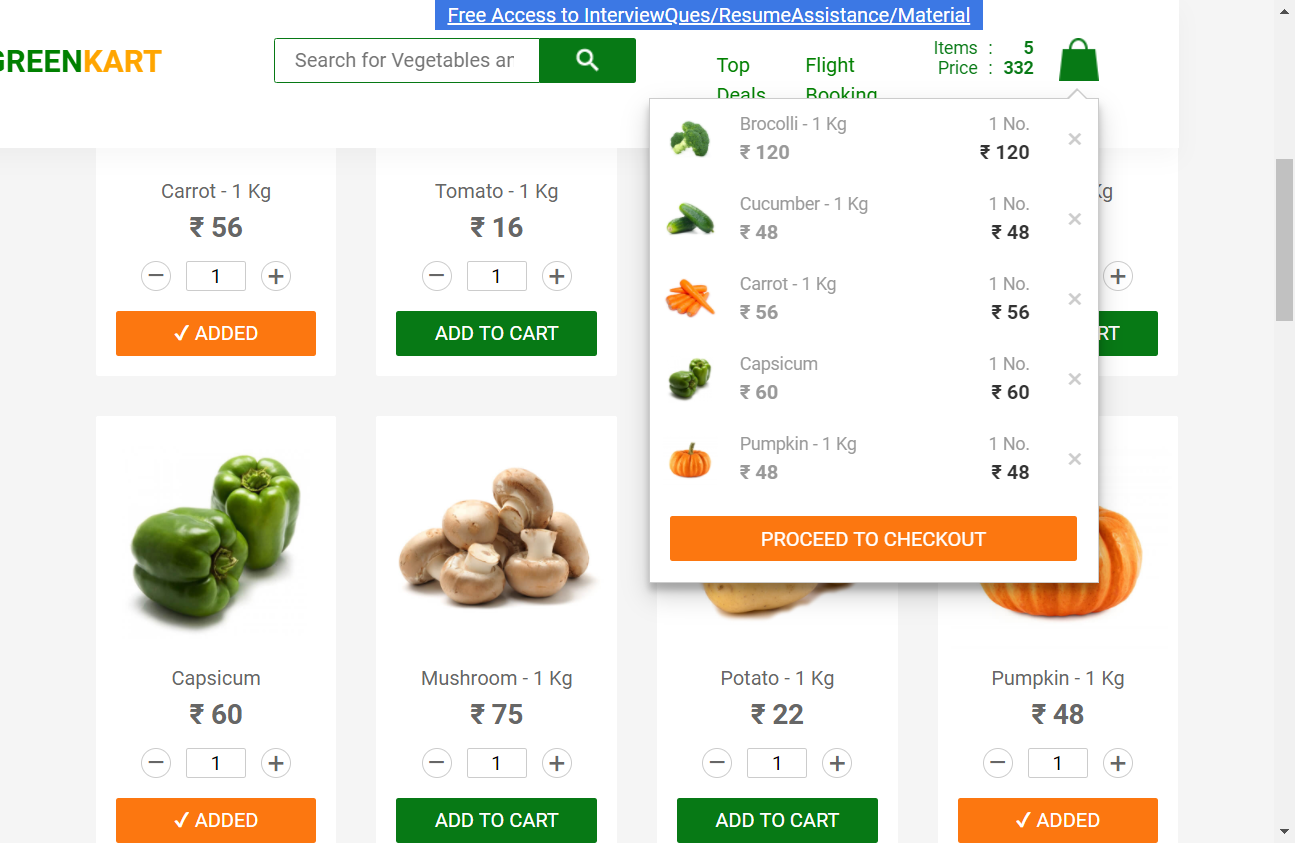 Free Access to InterviewQues/ResumeAssistance/Material
GREENKART
Search for Vegetables ar
Top
Deals
Flight
Booking
Items : 5
Price : 332
Brocolli - 1 Kg 1 No.
₹ 120 ₹ 120
×
Cucumber - 1 Kg 1 No.
₹ 48 ₹ 48
×
Carrot - 1 Kg 1 No.
₹ 56 ₹ 56
×
Capsicum 1 No.
₹ 60 ₹ 60
×
Pumpkin - 1 Kg 1 No.
₹ 48 ₹ 48
×
PROCEED TO CHECKOUT
Carrot - 1 Kg
₹ 56
− 1 +
✓ ADDED
Tomato - 1 Kg
₹ 16
− 1 +
ADD TO CART
Kg
+
RT
Capsicum
₹ 60
− 1 +
✓ ADDED
Mushroom - 1 Kg
₹ 75
− 1 +
ADD TO CART
Potato - 1 Kg
₹ 22
− 1 +
ADD TO CART
Pumpkin - 1 Kg
₹ 48
− 1 +
✓ ADDED